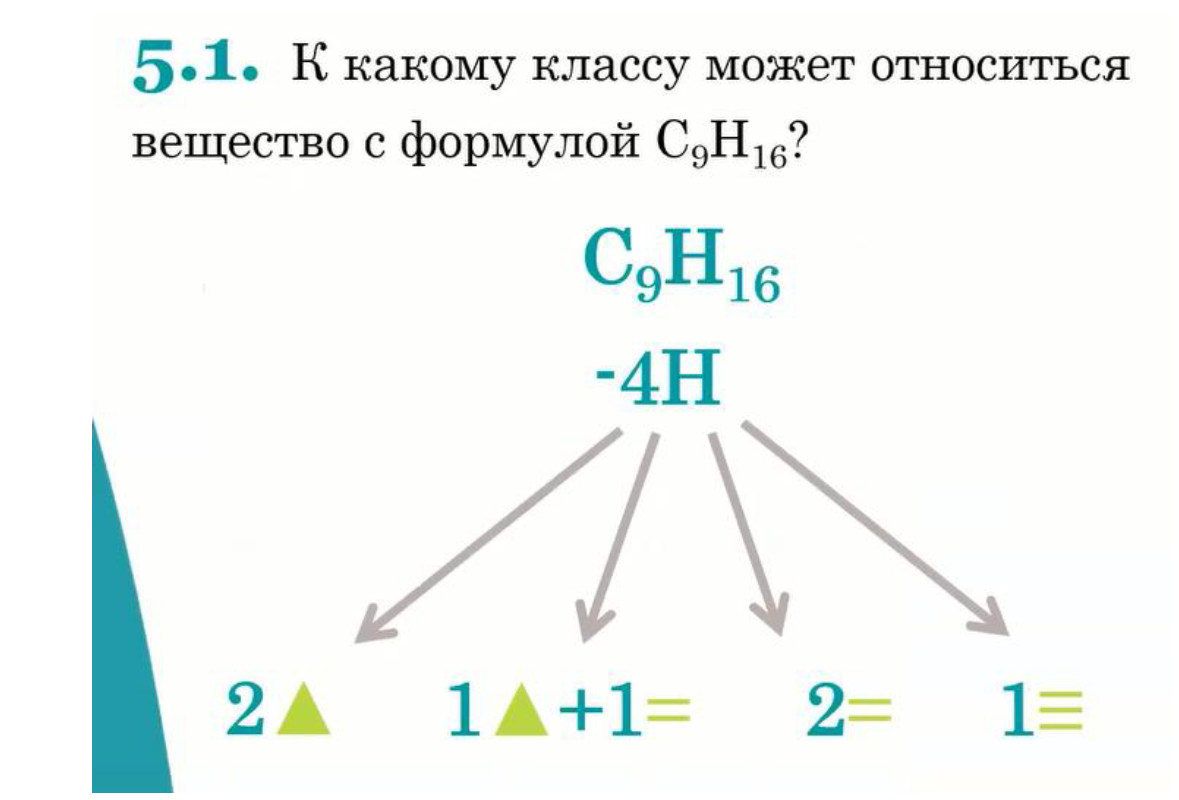 5.1. К какому классу может относиться
вещество с формулой C₉H₁₆?
C₉H₁₆
-4H
2▲ 1▲+1= 2= 1≡